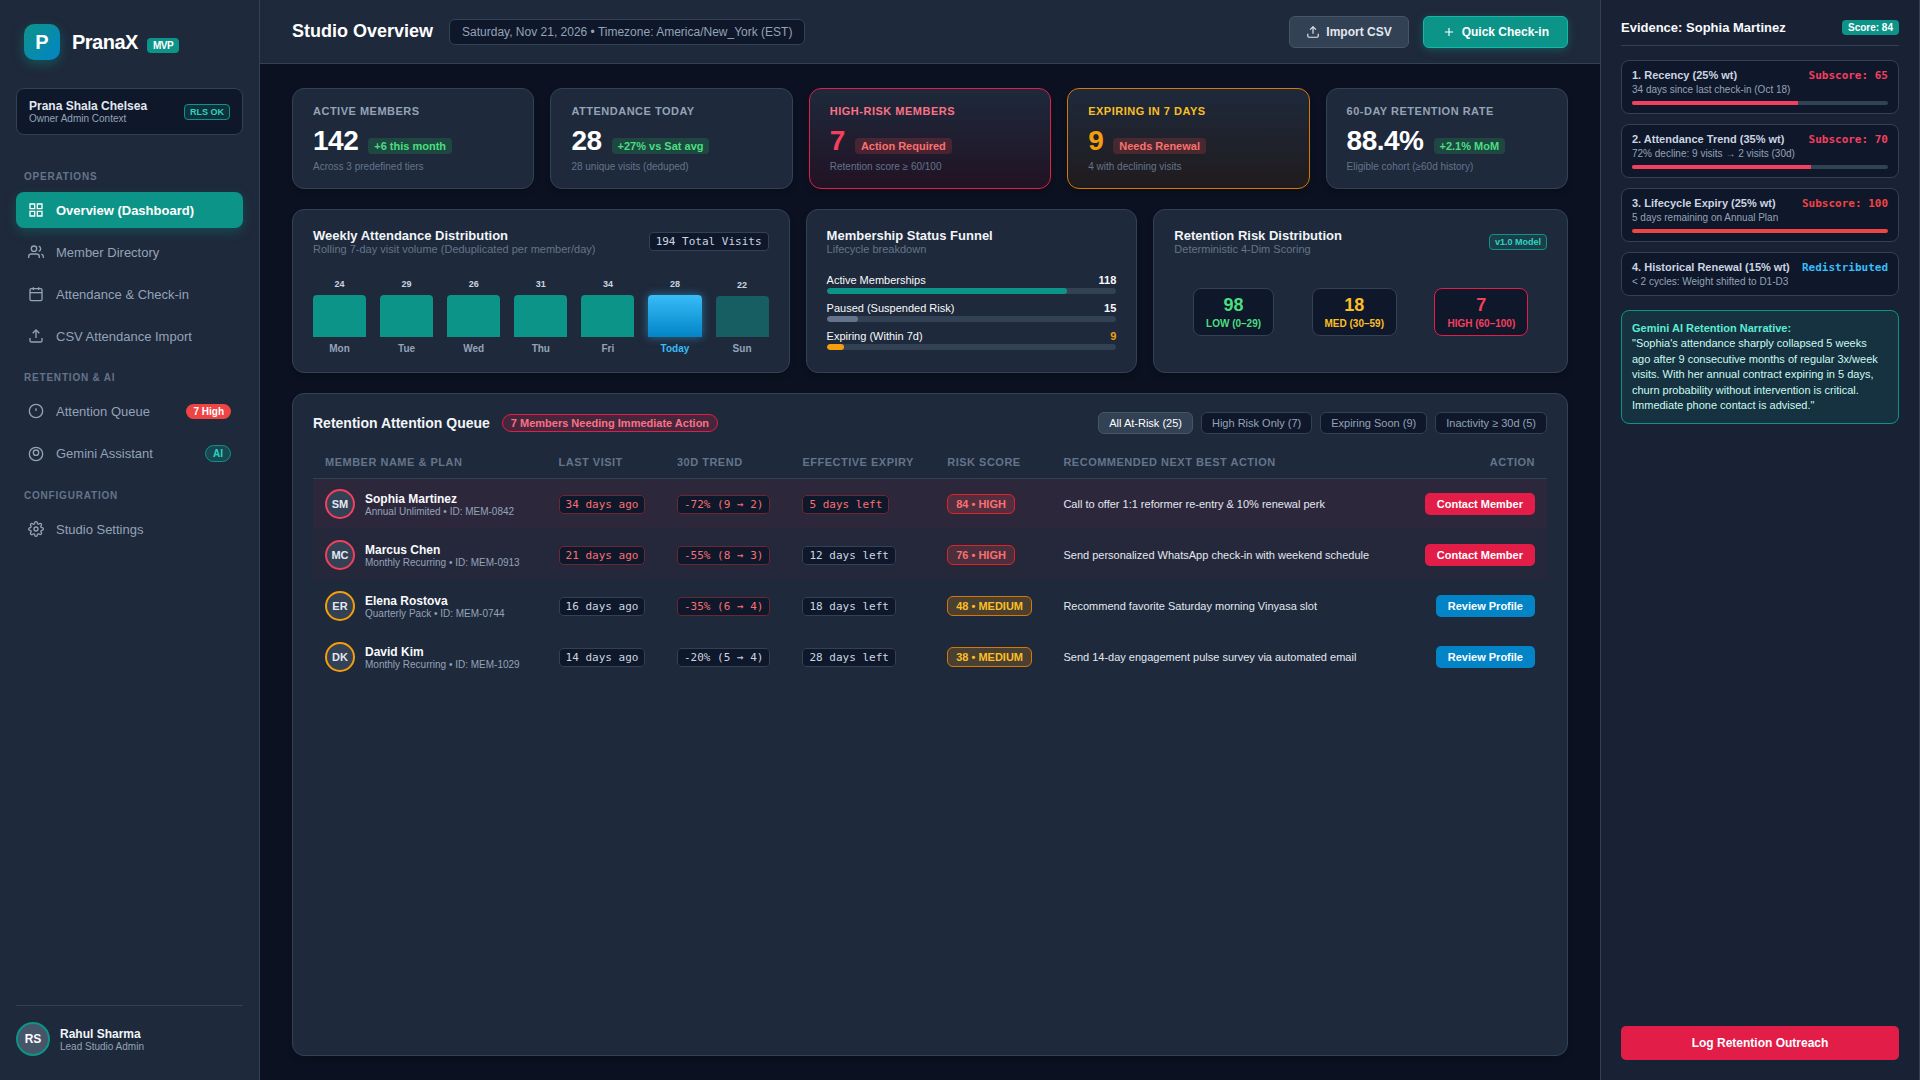 P PranaX MVP
Prana Shala Chelsea
Owner Admin Context
RLS OK
OPERATIONS
Overview (Dashboard)
Member Directory
Attendance & Check-in
CSV Attendance Import
RETENTION & AI
Attention Queue 7 High
Gemini Assistant AI
CONFIGURATION
Studio Settings
RS
Rahul Sharma
Lead Studio Admin
Studio Overview
Saturday, Nov 21, 2026 • Timezone: America/New_York (EST)
Import CSV
Quick Check-in
ACTIVE MEMBERS
142 +6 this month
Across 3 predefined tiers
ATTENDANCE TODAY
28 +27% vs Sat avg
28 unique visits (deduped)
HIGH-RISK MEMBERS
7 Action Required
Retention score ≥ 60/100
EXPIRING IN 7 DAYS
9 Needs Renewal
4 with declining visits
60-DAY RETENTION RATE
88.4% +2.1% MoM
Eligible cohort (≥60d history)
Weekly Attendance Distribution
Rolling 7-day visit volume (Deduplicated per member/day)
194 Total Visits
24 29 26 31 34 28 22
Mon Tue Wed Thu Fri Today Sun
Membership Status Funnel
Lifecycle breakdown
Active Memberships 118
Paused (Suspended Risk) 15
Expiring (Within 7d) 9
Retention Risk Distribution
Deterministic 4-Dim Scoring
v1.0 Model
98
LOW (0–29)
18
MED (30–59)
7
HIGH (60–100)
Retention Attention Queue 7 Members Needing Immediate Action
All At-Risk (25) High Risk Only (7) Expiring Soon (9) Inactivity ≥ 30d (5)
MEMBER NAME & PLAN LAST VISIT 30D TREND EFFECTIVE EXPIRY RISK SCORE RECOMMENDED NEXT BEST ACTION ACTION
SM Sophia Martinez
Annual Unlimited • ID: MEM-0842
34 days ago -72% (9 → 2) 5 days left 84 • HIGH Call to offer 1:1 reformer re-entry & 10% renewal perk Contact Member
MC Marcus Chen
Monthly Recurring • ID: MEM-0913
21 days ago -55% (8 → 3) 12 days left 76 • HIGH Send personalized WhatsApp check-in with weekend schedule Contact Member
ER Elena Rostova
Quarterly Pack • ID: MEM-0744
16 days ago -35% (6 → 4) 18 days left 48 • MEDIUM Recommend favorite Saturday morning Vinyasa slot Review Profile
DK David Kim
Monthly Recurring • ID: MEM-1029
14 days ago -20% (5 → 4) 28 days left 38 • MEDIUM Send 14-day engagement pulse survey via automated email Review Profile
Evidence: Sophia Martinez Score: 84
1. Recency (25% wt) Subscore: 65
34 days since last check-in (Oct 18)
2. Attendance Trend (35% wt) Subscore: 70
72% decline: 9 visits → 2 visits (30d)
3. Lifecycle Expiry (25% wt) Subscore: 100
5 days remaining on Annual Plan
4. Historical Renewal (15% wt) Redistributed
< 2 cycles: Weight shifted to D1-D3
Gemini AI Retention Narrative:
"Sophia's attendance sharply collapsed 5 weeks
ago after 9 consecutive months of regular 3x/week
visits. With her annual contract expiring in 5 days,
churn probability without intervention is critical.
Immediate phone contact is advised."
Log Retention Outreach